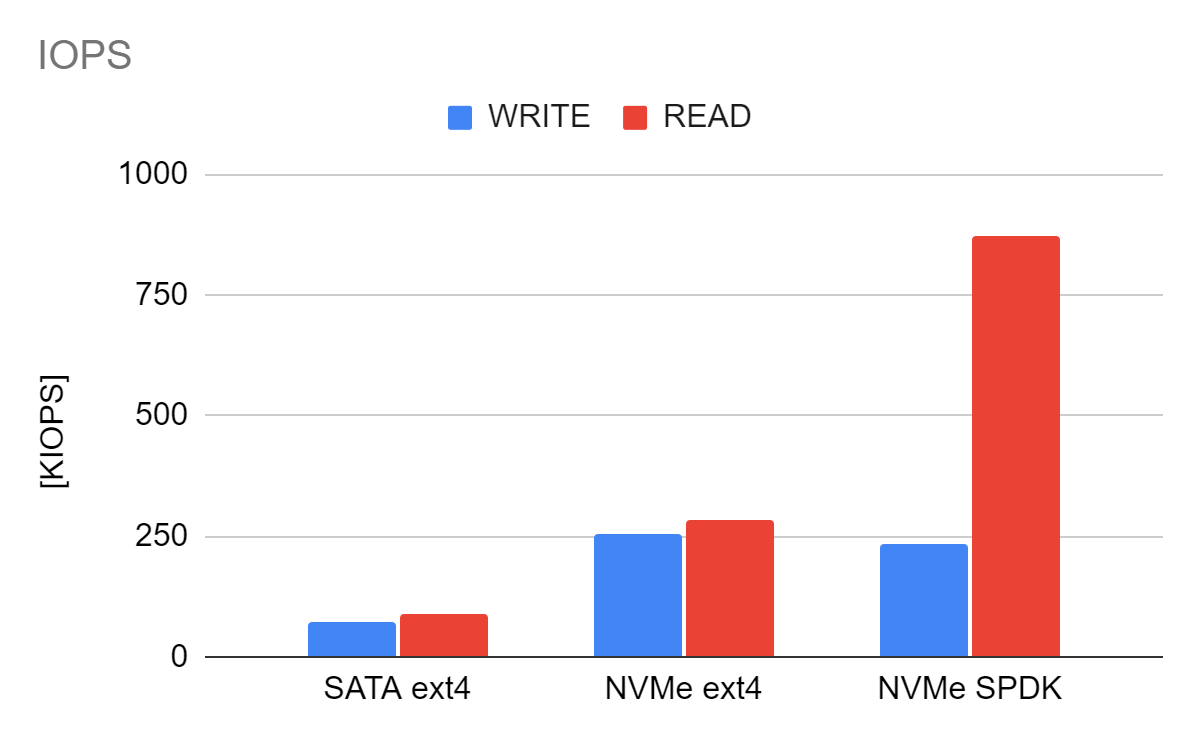 IOPS
WRITE READ
1000
750
500
250
0
[KIOPS]
SATA ext4 NVMe ext4 NVMe SPDK